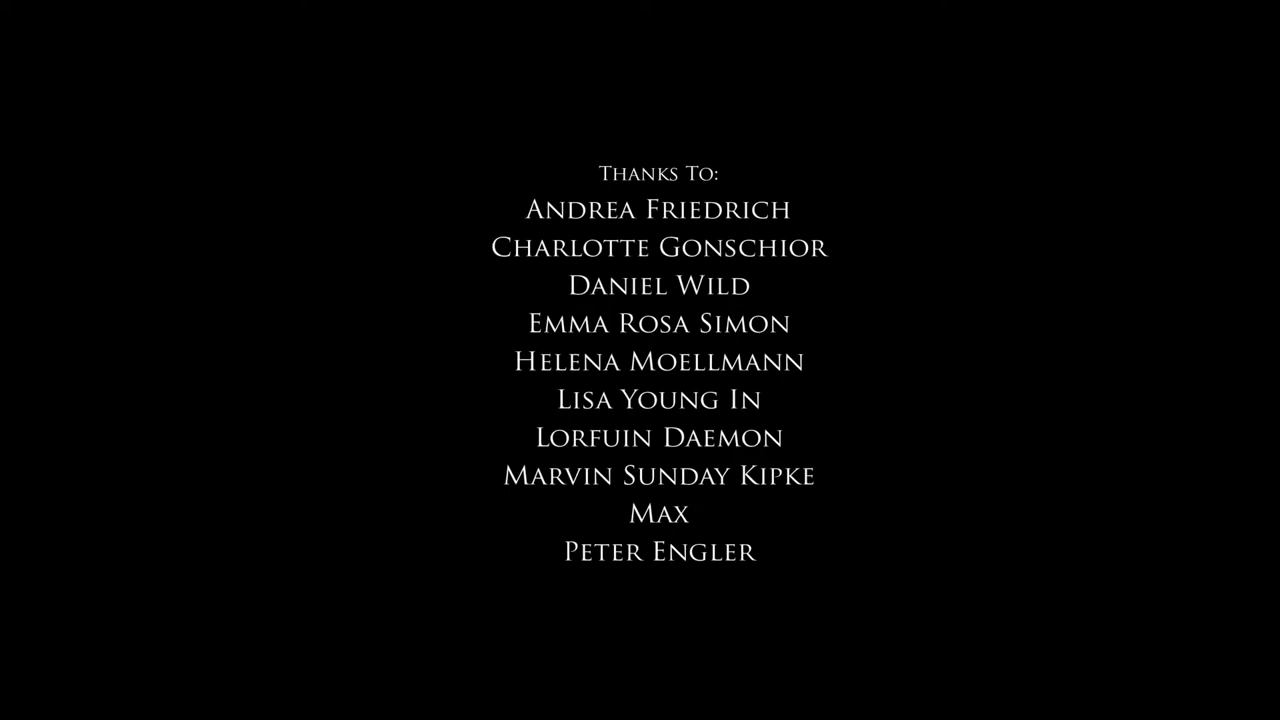 Thanks To:
Andrea Friedrich
Charlotte Gonschior
Daniel Wild
Emma Rosa Simon
Helena Moellmann
Lisa Young In
Lorfuin Daemon
Marvin Sunday Kipke
Max
Peter Engler